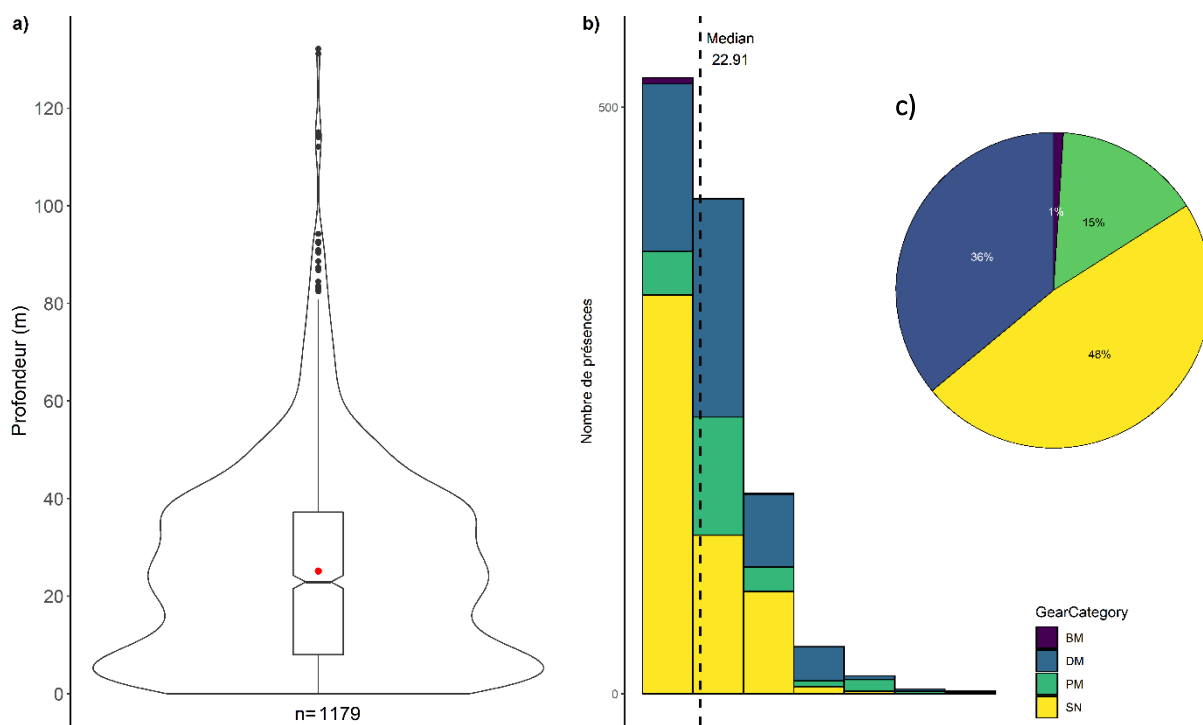 a)
Profondeur (m)
120
100
80
60
40
20
0
n= 1179
b)
Nombre de présences
500
0
Median
22.91
c)
1%
15%
36%
48%
GearCategory
BM
DM
PM
SN